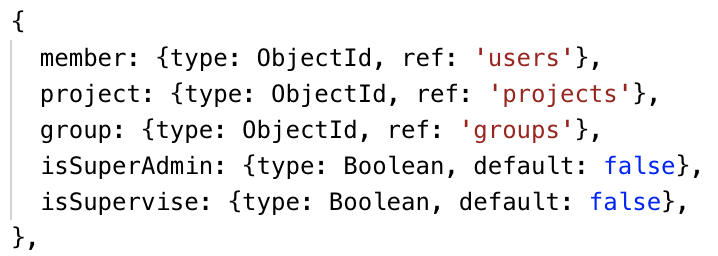 {
member: {type: ObjectId, ref: 'users'},
project: {type: ObjectId, ref: 'projects'},
group: {type: ObjectId, ref: 'groups'},
isSuperAdmin: {type: Boolean, default: false},
isSupervise: {type: Boolean, default: false},
},